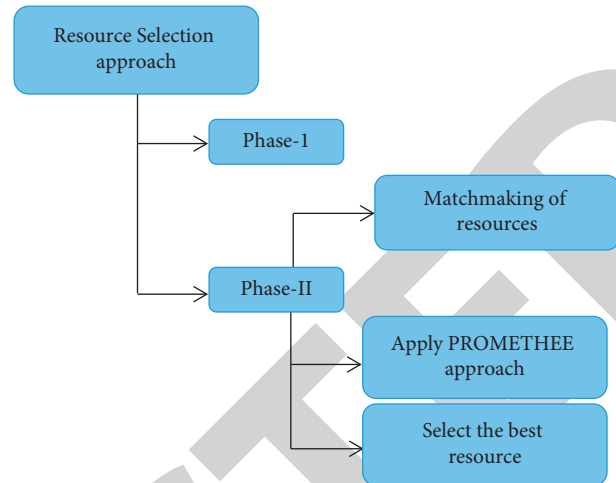 Resource Selection
approach
Phase-1
Matchmaking of
resources
Phase-II
Apply PROMETHEE
approach
Select the best
resource